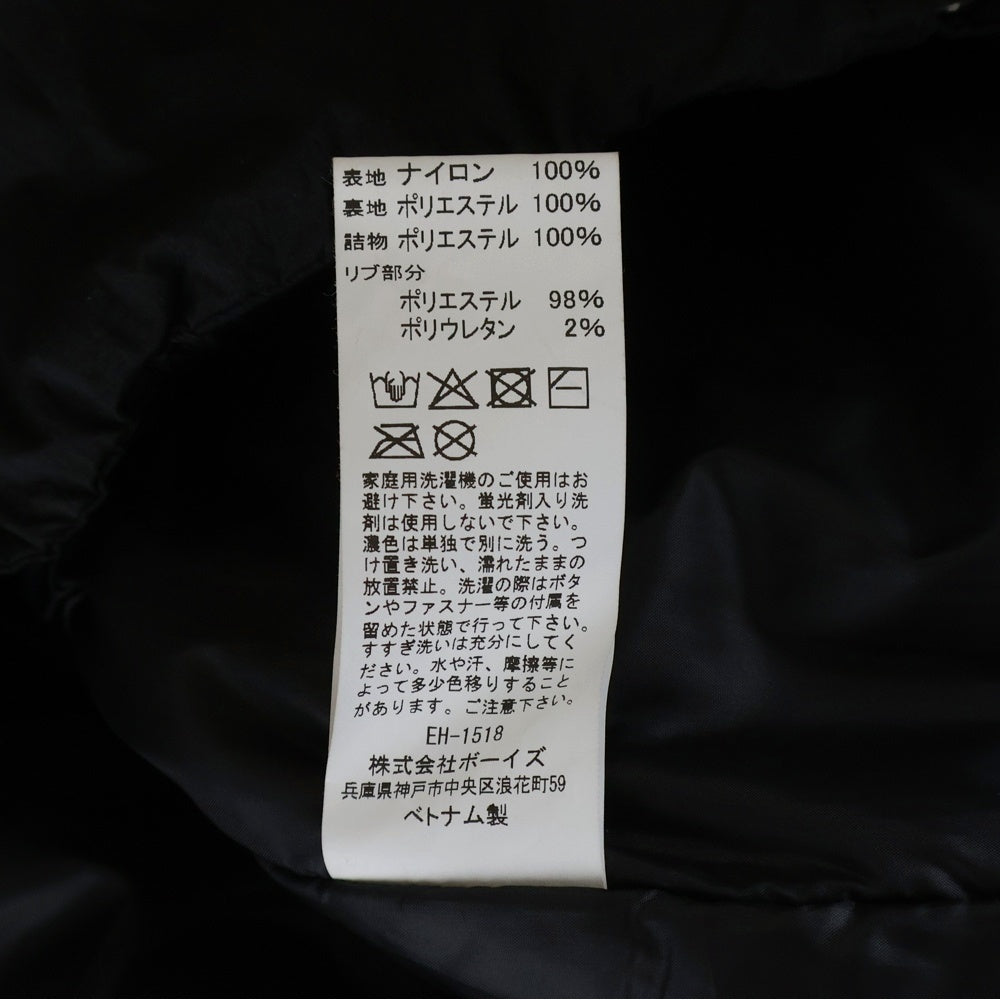 表地 ナイロン 100%
裏地 ポリエステル 100%
詰物 ポリエステル 100%
リブ部分
ポリエステル 98%
ポリウレタン 2%
家庭用洗濯機のご使用はお
避け下さい。蛍光剤入り洗
剤は使用しないで下さい。
濃色は単独で別に洗う。つ
け置き洗い、濡れたままの
放置禁止。洗濯の際はボタ
ンやファスナー等の付属を
留めた状態で行って下さい。
すすぎ洗いは充分にしてく
ださい。水や汗、摩擦等に
よって多少色移りすること
があります。ご注意下さい。
EH-1518
株式会社ボーイズ
兵庫県神戸市中央区浪花町59
ベトナム製